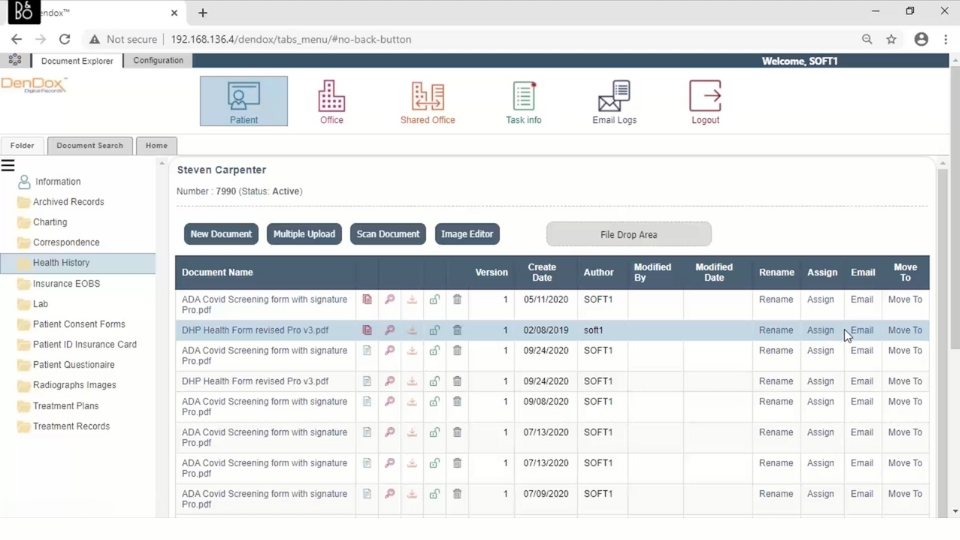 D&
BO
endox™
Not secure 192.168.136.4/dendox/tabs_menu/#no-back-button
Document Explorer Configuration Welcome, SOFT1
DenDox™
Patient Office Shared Office Task info Email Logs Logout
Folder Document Search Home
Information
Archived Records
Charting
Correspondence
Health History
Insurance EOBS
Lab
Patient Consent Forms
Patient ID Insurance Card
Patient Questionaire
Radiographs Images
Treatment Plans
Treatment Records
Steven Carpenter
Number : 7990 (Status: Active)
New Document Multiple Upload Scan Document Image Editor File Drop Area
Document Name Version Create Date Author Modified By Modified Date Rename Assign Email Move To
ADA Covid Screening form with signature Pro.pdf 1 05/11/2020 SOFT1 Rename Assign Email Move To
DHP Health Form revised Pro v3.pdf 1 02/08/2019 soft1 Rename Assign Email Move To
ADA Covid Screening form with signature Pro.pdf 1 09/24/2020 SOFT1 Rename Assign Email Move To
DHP Health Form revised Pro v3.pdf 1 09/24/2020 SOFT1 Rename Assign Email Move To
ADA Covid Screening form with signature Pro.pdf 1 09/08/2020 SOFT1 Rename Assign Email Move To
ADA Covid Screening form with signature Pro.pdf 1 07/13/2020 SOFT1 Rename Assign Email Move To
ADA Covid Screening form with signature Pro.pdf 1 07/13/2020 SOFT1 Rename Assign Email Move To
ADA Covid Screening form with signature Pro.pdf 1 07/09/2020 SOFT1 Rename Assign Email Move To